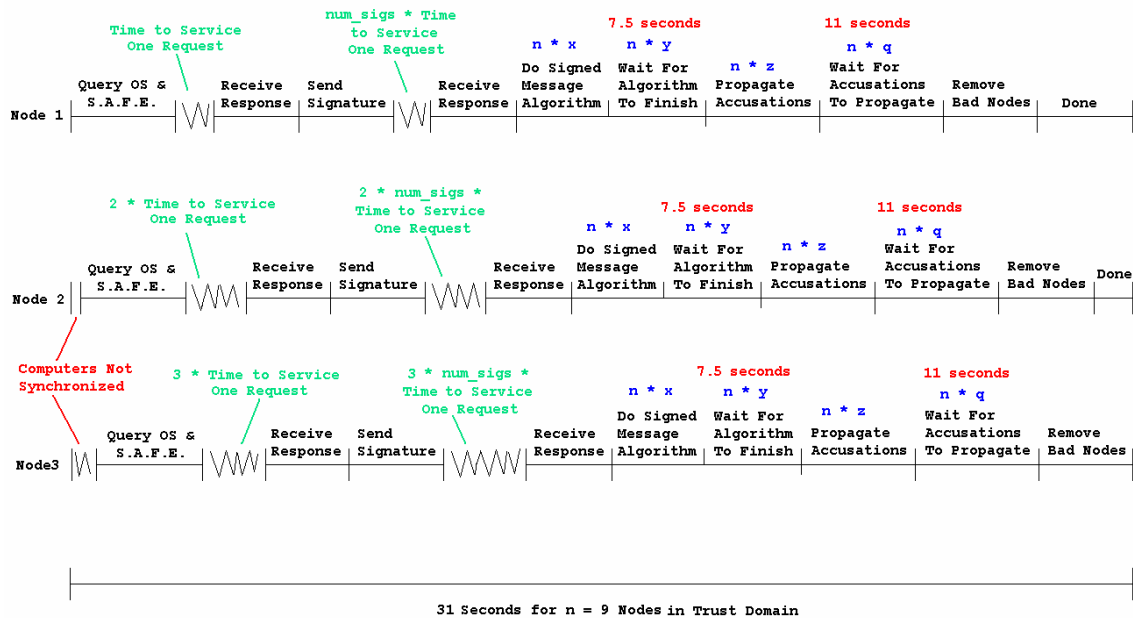 Time to Service
One Request
num_sigs * Time
to Service
One Request
7.5 seconds
11 seconds
n * x
n * y
n * z
n * q
Query OS &
S.A.F.E.
Receive
Response
Send
Signature
Receive
Response
Do Signed
Message
Algorithm
Wait For
Algorithm
To Finish
Propagate
Accusations
Wait For
Accusations
To Propagate
Remove
Bad Nodes
Done
Node 1
2 * Time to Service
One Request
2 * num_sigs *
Time to Service
One Request
7.5 seconds
11 seconds
n * x
n * y
n * z
n * q
Query OS &
S.A.F.E.
Receive
Response
Send
Signature
Receive
Response
Do Signed
Message
Algorithm
Wait For
Algorithm
To Finish
Propagate
Accusations
Wait For
Accusations
To Propagate
Remove
Bad Nodes
Done
Node 2
Computers Not
Synchronized
3 * Time to Service
One Request
3 * num_sigs *
Time to Service
One Request
7.5 seconds
11 seconds
n * x
n * y
n * z
n * q
Query OS &
S.A.F.E.
Receive
Response
Send
Signature
Receive
Response
Do Signed
Message
Algorithm
Wait For
Algorithm
To Finish
Propagate
Accusations
Wait For
Accusations
To Propagate
Remove
Bad Nodes
Node3
31 Seconds for n = 9 Nodes in Trust Domain